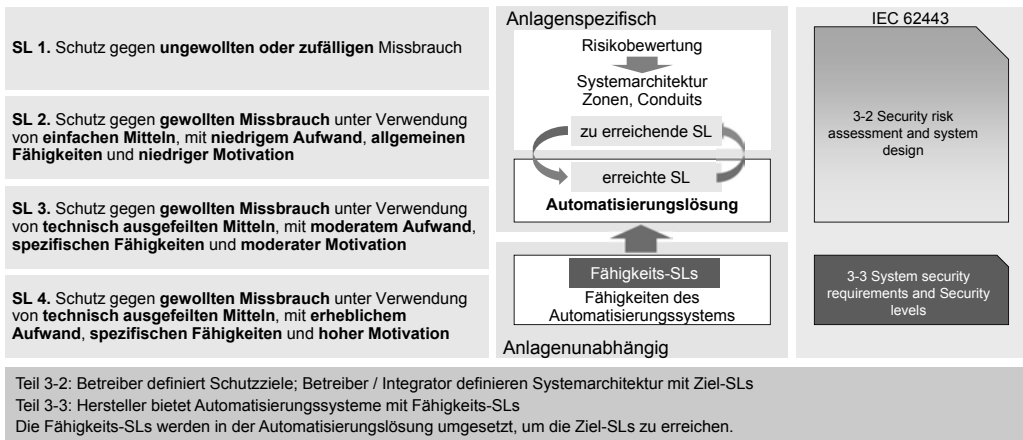 SL 1. Schutz gegen ungewollten oder zufälligen Missbrauch
SL 2. Schutz gegen gewollten Missbrauch unter Verwendung
von einfachen Mitteln, mit niedrigem Aufwand, allgemeinen
Fähigkeiten und niedriger Motivation
SL 3. Schutz gegen gewollten Missbrauch unter Verwendung
von technisch ausgefeilten Mitteln, mit moderatem Aufwand,
spezifischen Fähigkeiten und moderater Motivation
SL 4. Schutz gegen gewollten Missbrauch unter Verwendung
von technisch ausgefeilten Mitteln, mit erheblichem
Aufwand, spezifischen Fähigkeiten und hoher Motivation
Anlagenspezifisch
Risikobewertung
Systemarchitektur
Zonen, Conduits
zu erreichende SL
erreichte SL
Automatisierungslösung
Fähigkeits-SLs
Fähigkeiten des
Automatisierungssystems
Anlagenunabhängig
IEC 62443
3-2 Security risk
assessment and system
design
3-3 System security
requirements and Security
levels
Teil 3-2: Betreiber definiert Schutzziele; Betreiber / Integrator definieren Systemarchitektur mit Ziel-SLs
Teil 3-3: Hersteller bietet Automatisierungssysteme mit Fähigkeits-SLs
Die Fähigkeits-SLs werden in der Automatisierungslösung umgesetzt, um die Ziel-SLs zu erreichen.